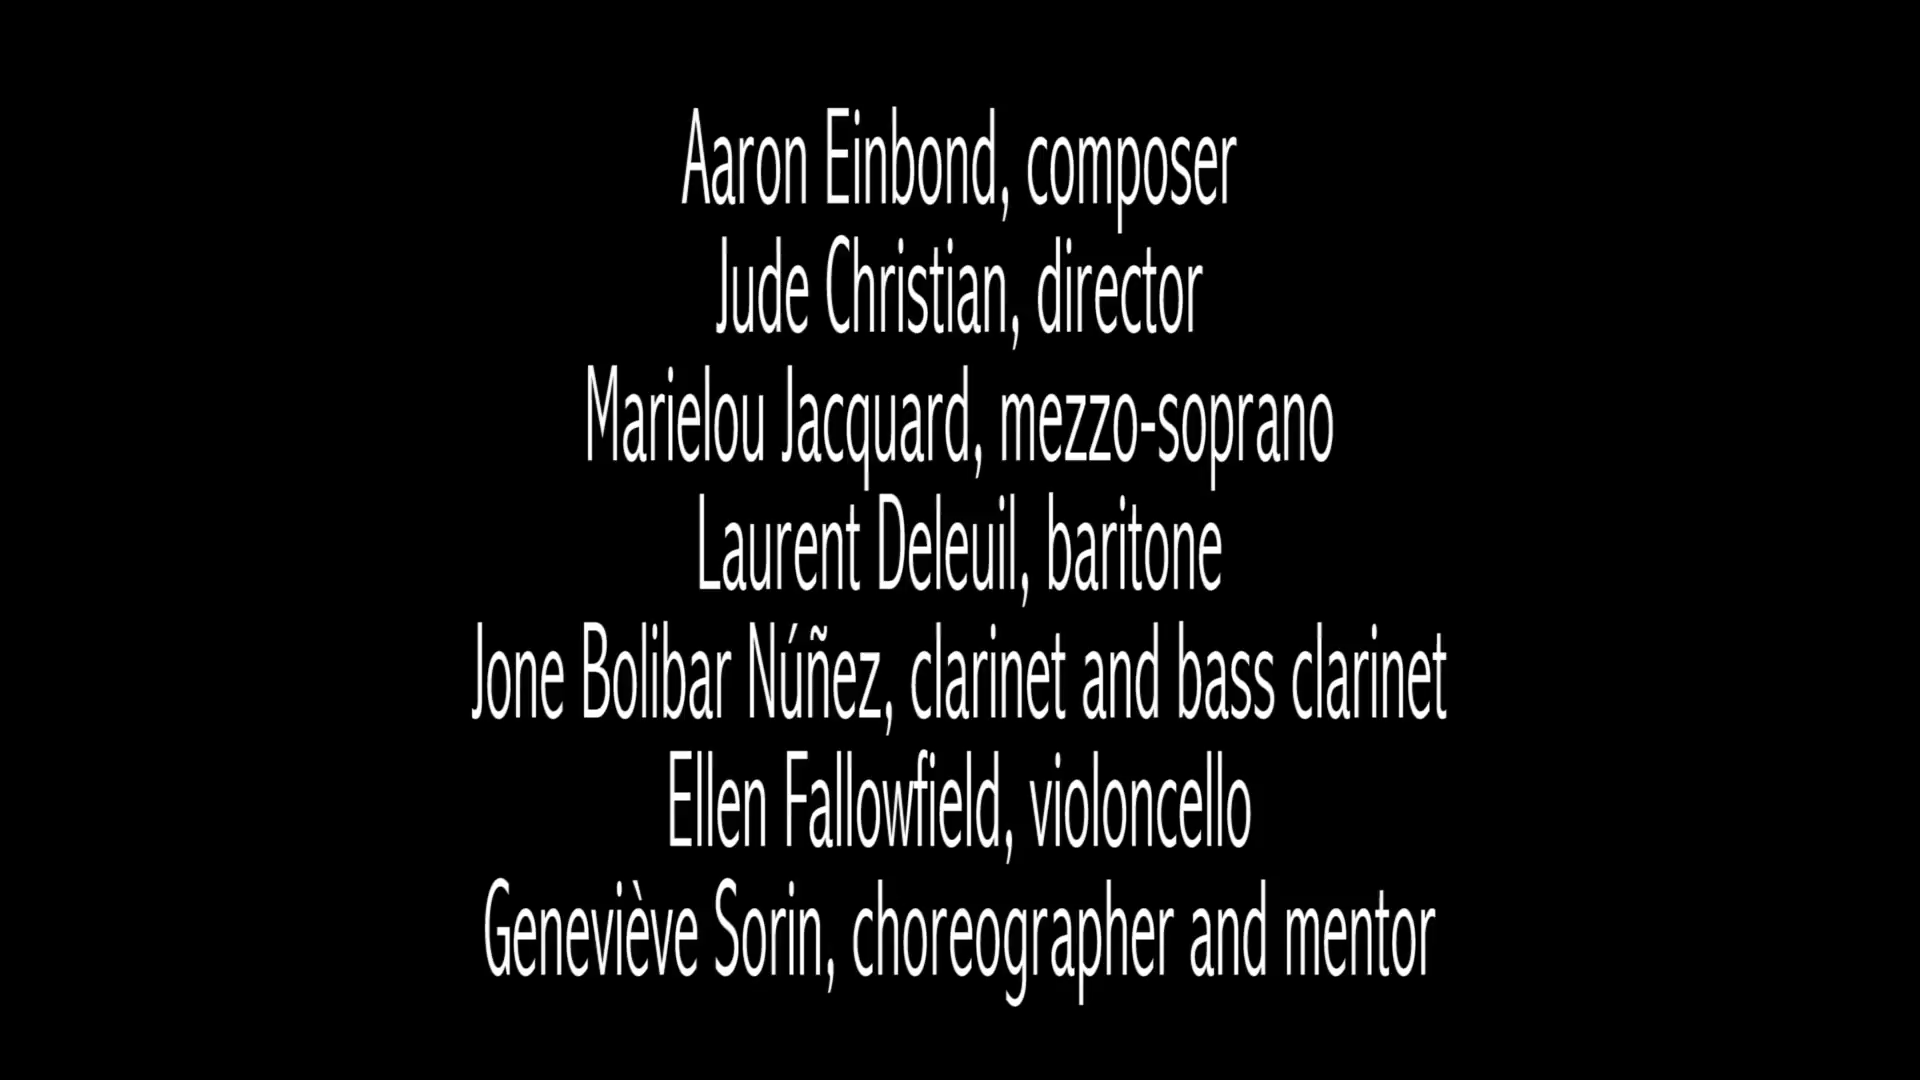 Aaron Einbond, composer
Jude Christian, director
Marielou Jacquard, mezzo-soprano
Laurent Deleuil, baritone
Jone Bolibar Núñez, clarinet and bass clarinet
Ellen Fallowfield, violoncello
Geneviève Sorin, choreographer and mentor